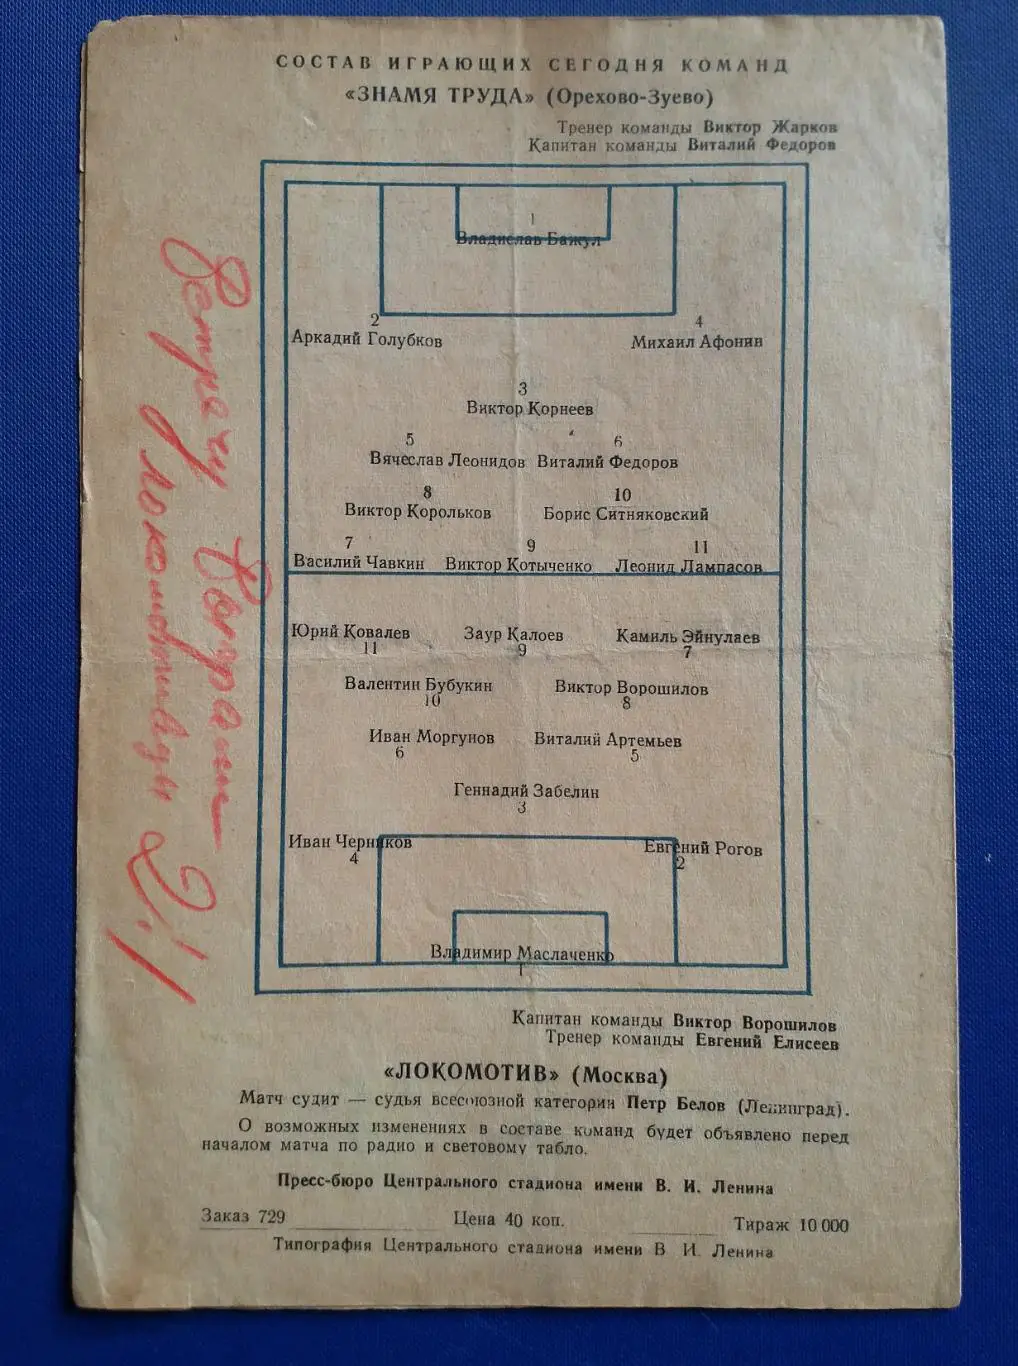 СОСТАВ ИГРАЮЩИХ СЕГОДНЯ КОМАНД
«ЗНАМЯ ТРУДА» (Орехово-Зуево)
Тренер команды Виктор Жарков
Капитан команды Виталий Федоров
1
Владислав Бажул
2 4
Аркадий Голубков Михаил Афонин
3
Виктор Корнеев
5 6
Вячеслав Леонидов Виталий Федоров
8 10
Виктор Корольков Борис Ситняковский
7 9 11
Василий Чавкин Виктор Котыченко Леонид Лампасов
Юрий Ковалев Заур Калоев Камиль Эйнулаев
11 9 7
Валентин Бубукин Виктор Ворошилов
10 8
Иван Моргунов Виталий Артемьев
6 5
Геннадий Забелин
3
Иван Черников Евгений Рогов
4 2
Владимир Маслаченко
1
Капитан команды Виктор Ворошилов
Тренер команды Евгений Елисеев
«ЛОКОМОТИВ» (Москва)
Матч судит — судья всесоюзной категории Петр Белов (Ленинград).
О возможных изменениях в составе команд будет объявлено перед
началом матча по радио и световому табло.
Пресс-бюро Центрального стадиона имени В. И. Ленина
Заказ 729 Цена 40 коп. Тираж 10 000
Типография Центрального стадиона имени В. И. Ленина
Встречу
локомотивцы 2:1